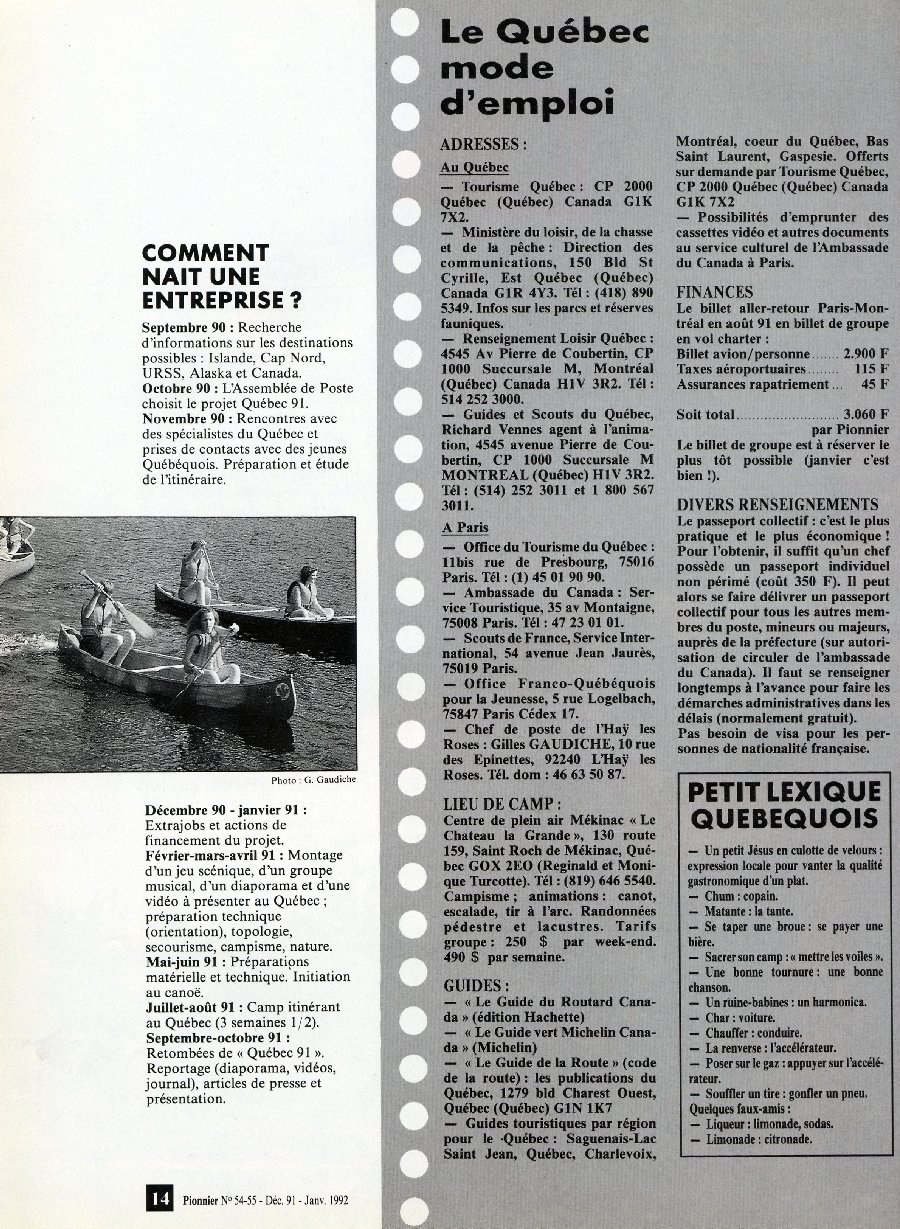 COMMENT
NAIT UNE
ENTREPRISE ?
Septembre 90 : Recherche
d'informations sur les destinations
possibles : Islande, Cap Nord,
URSS, Alaska et Canada.
Octobre 90 : L'Assemblée de Poste
choisit le projet Québec 91.
Novembre 90 : Rencontres avec
des spécialistes du Québec et
prises de contacts avec des jeunes
Québéquois. Préparation et étude
de l'itinéraire.
Photo : G. Gaudiche
Décembre 90 - janvier 91 :
Extrajobs et actions de
financement du projet.
Février-mars-avril 91 : Montage
d'un jeu scénique, d'un groupe
musical, d'un diaporama et d'une
vidéo à présenter au Québec ;
préparation technique
(orientation), topologie,
secourisme, campisme, nature.
Mai-juin 91 : Préparations
matérielle et technique. Initiation
au canoë.
Juillet-août 91 : Camp itinérant
au Québec (3 semaines 1/2).
Septembre-octobre 91 :
Retombées de « Québec 91 ».
Reportage (diaporama, vidéos,
journal), articles de presse et
présentation.
14 Pionnier N° 54-55 - Déc. 91 - Janv. 1992
Le Québec
mode
d'emploi
ADRESSES :
Au Québec
— Tourisme Québec : CP 2000
Québec (Québec) Canada G1K
7X2.
— Ministère du loisir, de la chasse
et de la pêche : Direction des
communications, 150 Bld St
Cyrille, Est Québec (Québec)
Canada G1R 4Y3. Tél : (418) 890
5349. Infos sur les parcs et réserves
fauniques.
— Renseignement Loisir Québec :
4545 Av Pierre de Coubertin, CP
1000 Succursale M, Montréal
(Québec) Canada H1V 3R2. Tél :
514 252 3000.
— Guides et Scouts du Québec,
Richard Vennes agent à l'anima-
tion, 4545 avenue Pierre de Cou-
bertin, CP 1000 Succursale M
MONTREAL (Québec) H1V 3R2.
Tél : (514) 252 3011 et 1 800 567
3011.
A Paris
— Office du Tourisme du Québec :
11bis rue de Presbourg, 75016
Paris. Tél : (1) 45 01 90 90.
— Ambassade du Canada : Ser-
vice Touristique, 35 av Montaigne,
75008 Paris. Tél : 47 23 01 01.
— Scouts de France, Service Inter-
national, 54 avenue Jean Jaurès,
75019 Paris.
— Office Franco-Québéquois
pour la Jeunesse, 5 rue Logelbach,
75847 Paris Cédex 17.
— Chef de poste de l'Haÿ les
Roses : Gilles GAUDICHE, 10 rue
des Epinettes, 92240 L'Haÿ les
Roses. Tél. dom : 46 63 50 87.
LIEU DE CAMP :
Centre de plein air Mékinac « Le
Chateau la Grande », 130 route
159, Saint Roch de Mékinac, Qué-
bec GOX 2EO (Reginald et Moni-
que Turcotte). Tél : (819) 646 5540.
Campisme ; animations : canot,
escalade, tir à l'arc. Randonnées
pédestre et lacustres. Tarifs
groupe : 250 $ par week-end.
490 $ par semaine.
GUIDES :
— « Le Guide du Routard Cana-
da » (édition Hachette)
— « Le Guide vert Michelin Cana-
da » (Michelin)
— « Le Guide de la Route » (code
de la route) : les publications du
Québec, 1279 bld Charest Ouest,
Québec (Québec) G1N 1K7
— Guides touristiques par région
pour le Québec : Saguenais-Lac
Saint Jean, Québec, Charlevoix,
Montréal, coeur du Québec, Bas
Saint Laurent, Gaspesie. Offerts
sur demande par Tourisme Québec,
CP 2000 Québec (Québec) Canada
G1K 7X2
— Possibilités d'emprunter des
cassettes vidéo et autres documents
au service culturel de l'Ambassade
du Canada à Paris.
FINANCES
Le billet aller-retour Paris-Mon-
tréal en août 91 en billet de groupe
en vol charter :
Billet avion/personne ...... 2.900 F
Taxes aéroportuaires ........ 115 F
Assurances rapatriement ... 45 F
Soit total .......................... 3.060 F
par Pionnier
Le billet de groupe est à réserver le
plus tôt possible (janvier c'est
bien !).
DIVERS RENSEIGNEMENTS
Le passeport collectif : c'est le plus
pratique et le plus économique !
Pour l'obtenir, il suffit qu'un chef
possède un passeport individuel
non périmé (coût 350 F). Il peut
alors se faire délivrer un passeport
collectif pour tous les autres mem-
bres du poste, mineurs ou majeurs,
auprès de la préfecture (sur autori-
sation de circuler de l'ambassade
du Canada). Il faut se renseigner
longtemps à l'avance pour faire les
démarches administratives dans les
délais (normalement gratuit).
Pas besoin de visa pour les per-
sonnes de nationalité française.
PETIT LEXIQUE
QUEBEQUOIS
— Un petit Jésus en culotte de velours :
expression locale pour vanter la qualité
gastronomique d'un plat.
— Chum : copain.
— Matante : la tante.
— Se taper une broue : se payer une
bière.
— Sacrer son camp : « mettre les voiles ».
— Une bonne tournure : une bonne
chanson.
— Un ruine-babines : un harmonica.
— Char : voiture.
— Chauffer : conduire.
— La renverse : l'accélérateur.
— Poser sur le gaz : appuyer sur l'accélé-
rateur.
— Souffler un tire : gonfler un pneu.
Quelques faux-amis :
— Liqueur : limonade, sodas.
— Limonade : citronade.